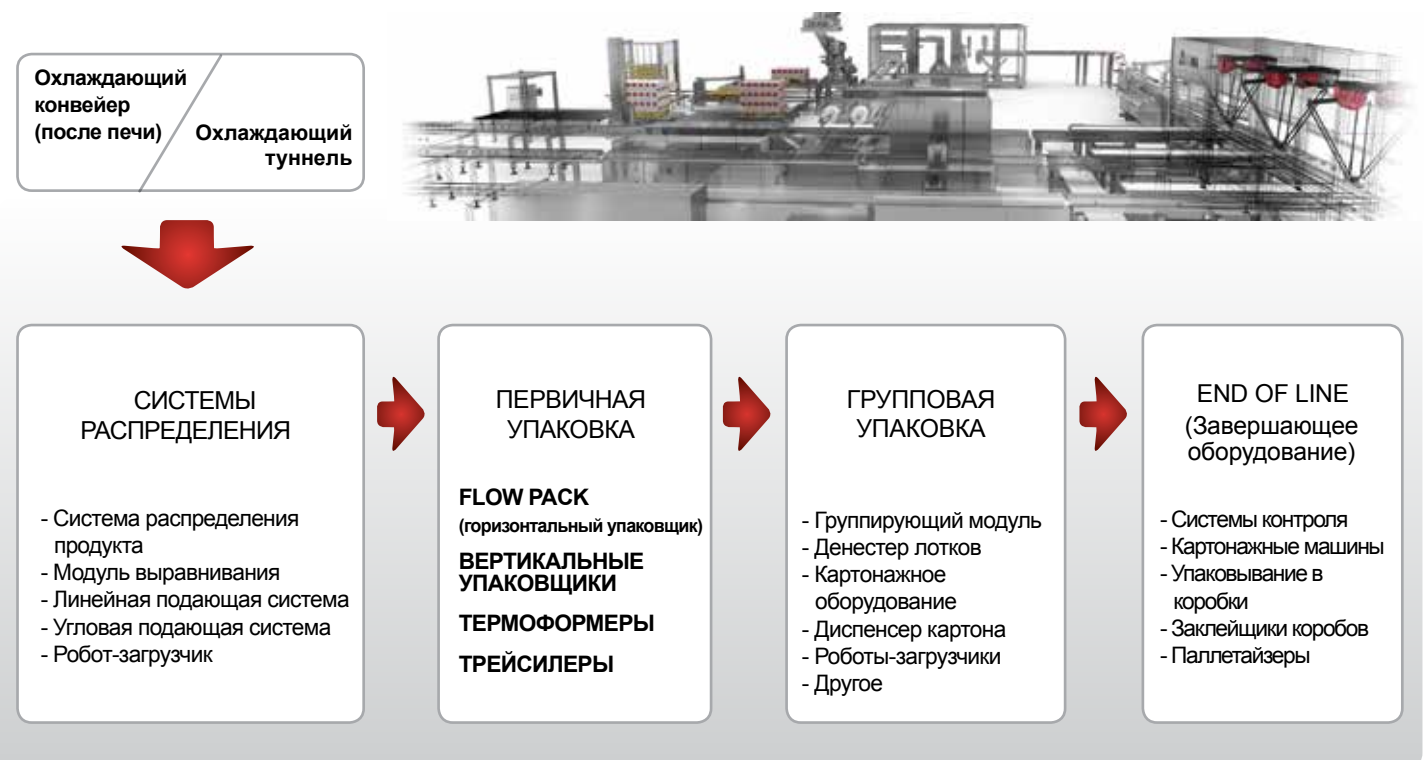 Охлаждающий
конвейер
(после печи)
Охлаждающий
туннель
СИСТЕМЫ
РАСПРЕДЕЛЕНИЯ
- Система распределения
продукта
- Модуль выравнивания
- Линейная подающая система
- Угловая подающая система
- Робот-загрузчик
ПЕРВИЧНАЯ
УПАКОВКА
FLOW PACK
(горизонтальный упаковщик)
ВЕРТИКАЛЬНЫЕ
УПАКОВЩИКИ
ТЕРМОФОРМЕРЫ
ТРЕЙСИЛЕРЫ
ГРУППОВАЯ
УПАКОВКА
- Группирующий модуль
- Денестер лотков
- Картонажное
оборудование
- Диспенсер картона
- Роботы-загрузчики
- Другое
END OF LINE
(Завершающее
оборудование)
- Системы контроля
- Картонажные машины
- Упаковывание в
коробки
- Заклейщики коробов
- Паллетайзеры